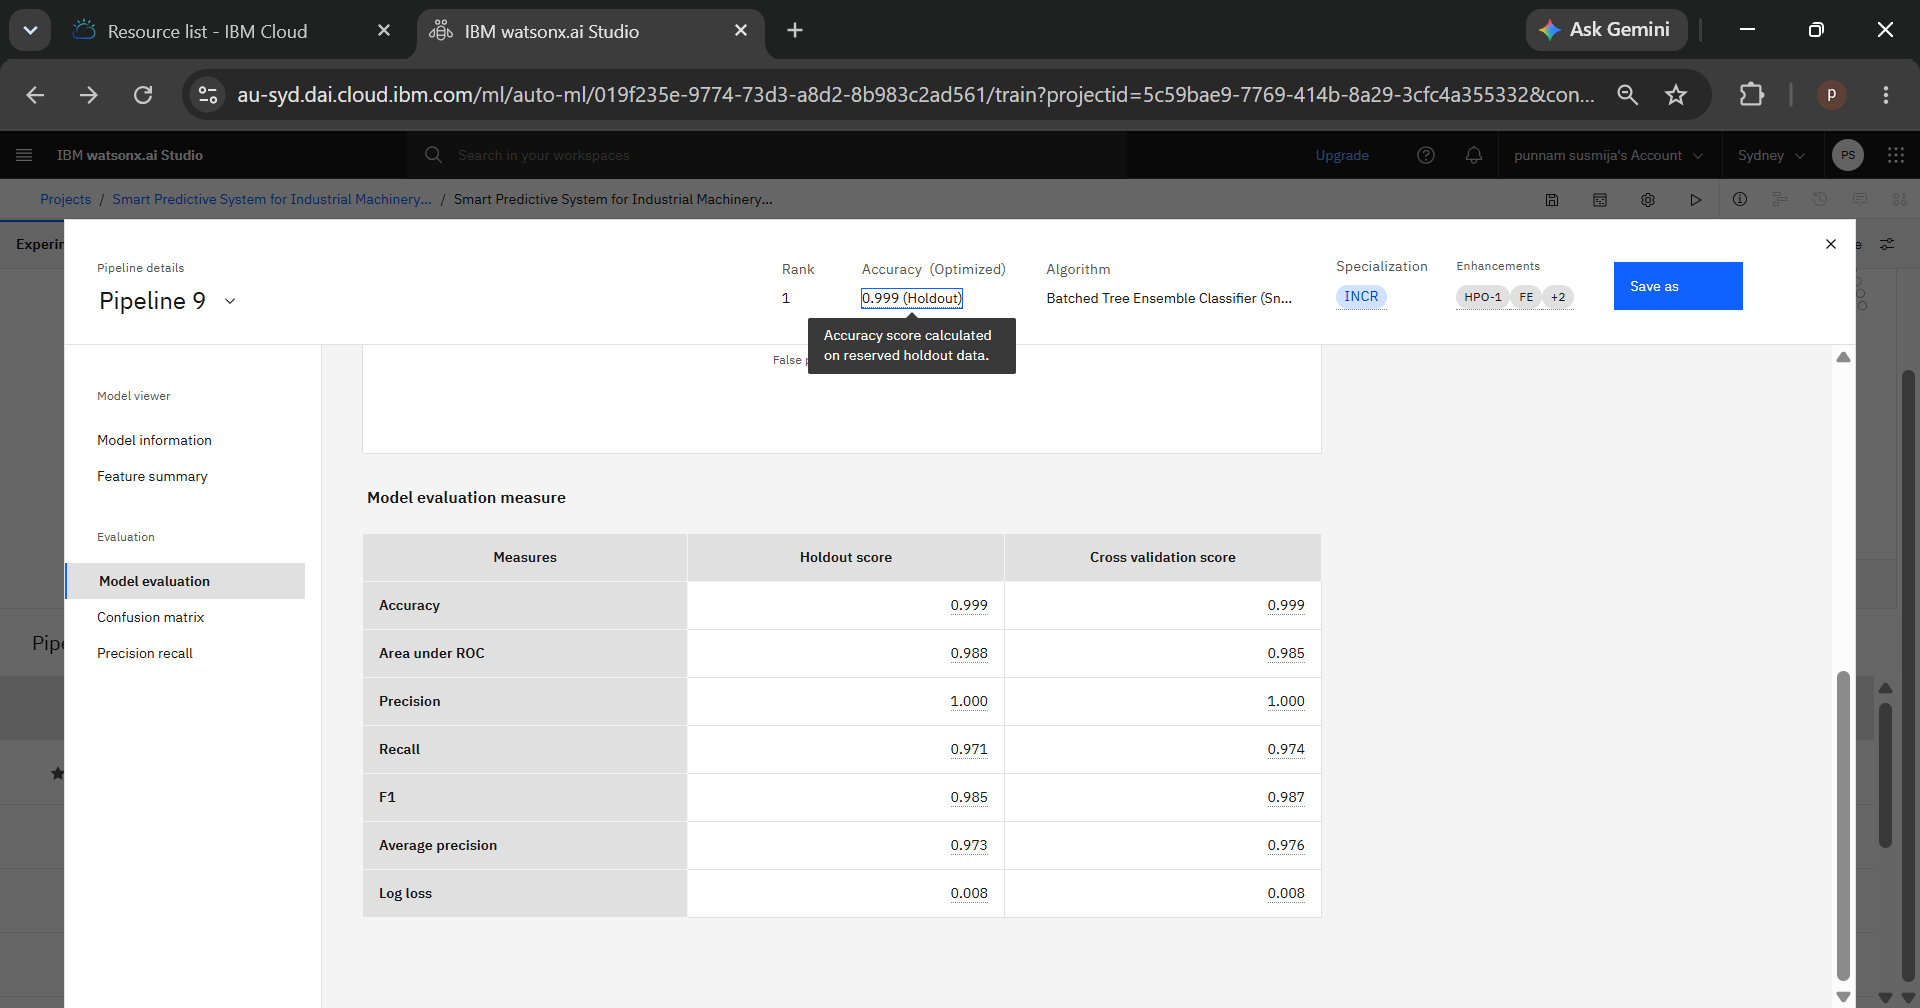 Resource list - IBM Cloud
IBM watsonx.ai Studio
Ask Gemini
au-syd.dai.cloud.ibm.com/ml/auto-ml/019f235e-9774-73d3-a8d2-8b983c2ad561/train?projectid=5c59bae9-7769-414b-8a29-3cfc4a355332&con...
p
IBM watsonx.ai Studio
Search in your workspaces
Upgrade
punnam susmija's Account
Sydney
PS
Projects / Smart Predictive System for Industrial Machinery... / Smart Predictive System for Industrial Machinery...
Experim
e
Pipeline details
Pipeline 9
Rank
1
Accuracy (Optimized)
0.999 (Holdout)
Algorithm
Batched Tree Ensemble Classifier (Sn...
Specialization
INCR
Enhancements
HPO-1 FE +2
Save as
Accuracy score calculated
on reserved holdout data.
False p
Model viewer
Model information
Feature summary
Evaluation
Model evaluation
Confusion matrix
Precision recall
Pipe
Model evaluation measure
Measures Holdout score Cross validation score
Accuracy 0.999 0.999
Area under ROC 0.988 0.985
Precision 1.000 1.000
Recall 0.971 0.974
F1 0.985 0.987
Average precision 0.973 0.976
Log loss 0.008 0.008